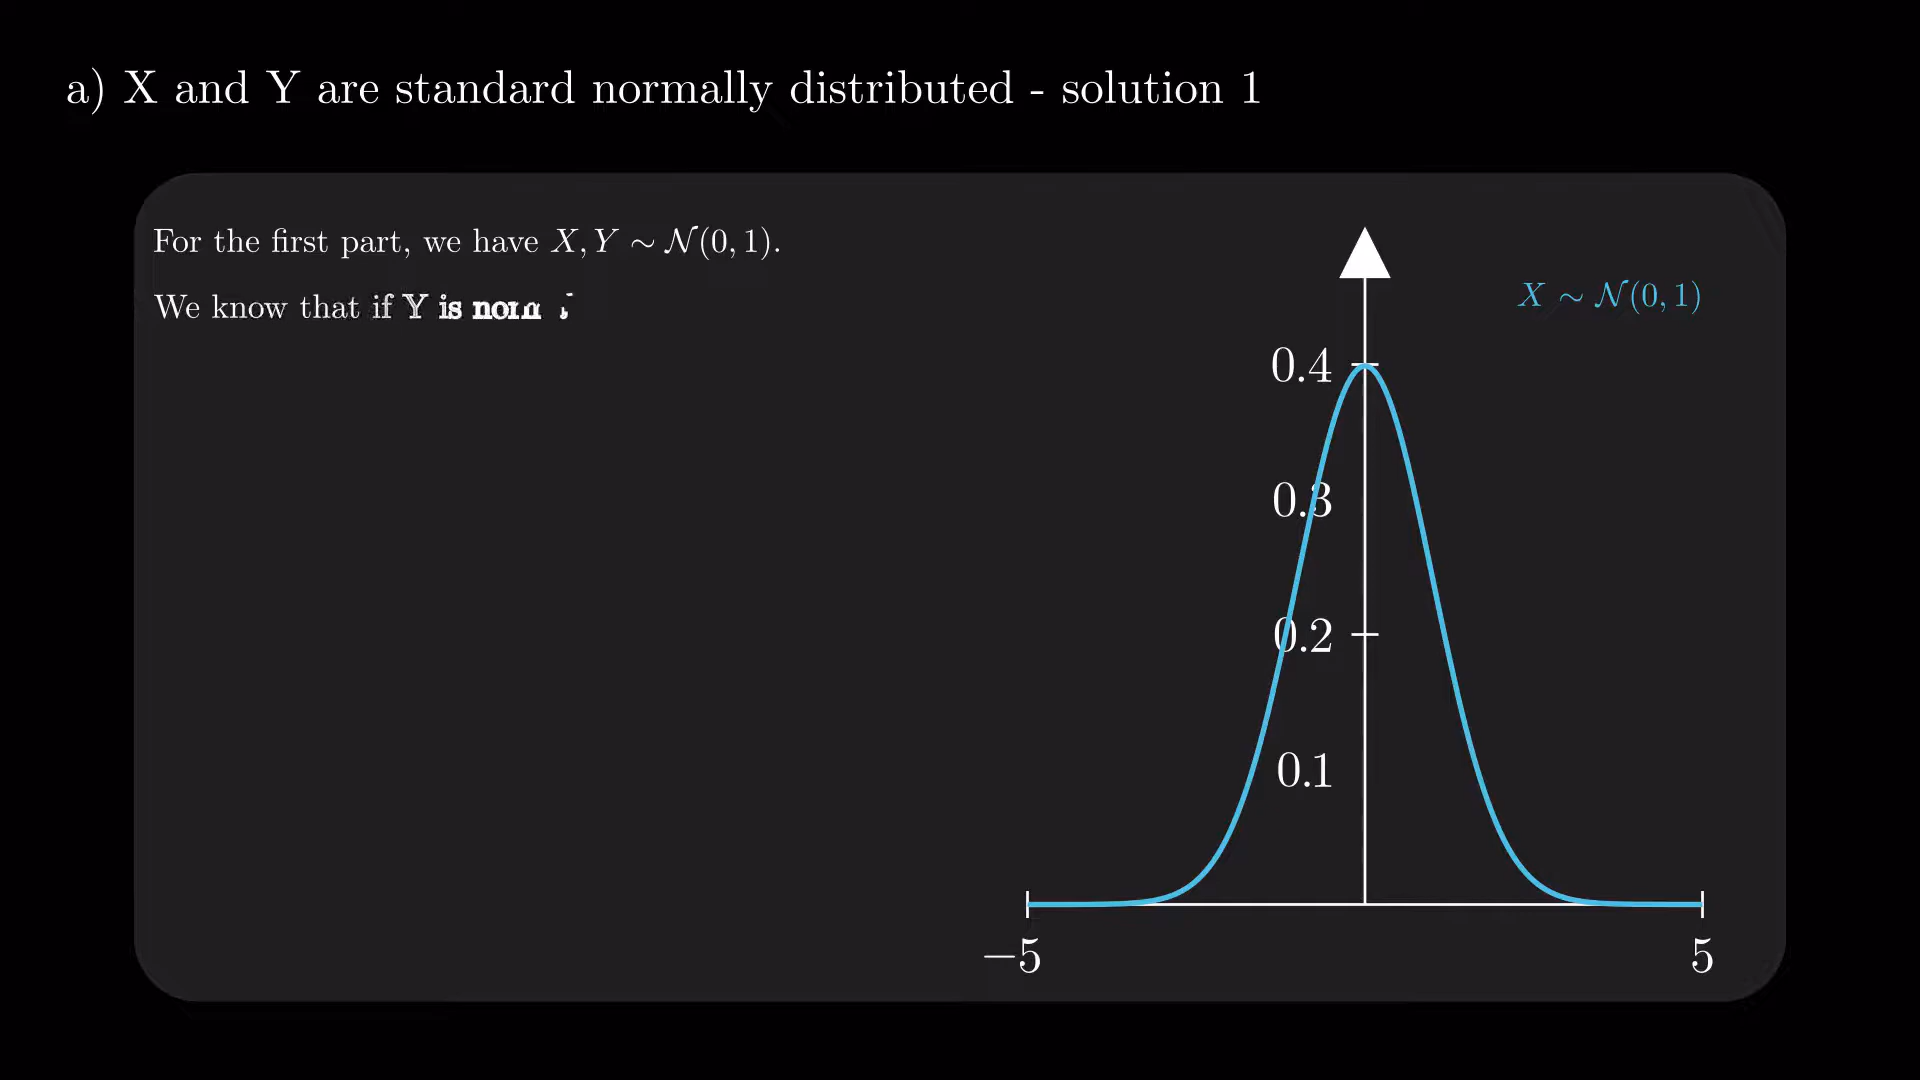 a) X and Y are standard normally distributed - solution 1
For the first part, we have X, Y ∼ 𝒩(0, 1).
We know that if Y is
X ∼ 𝒩(0, 1)
0.4
0.3
0.2
0.1
−5
5